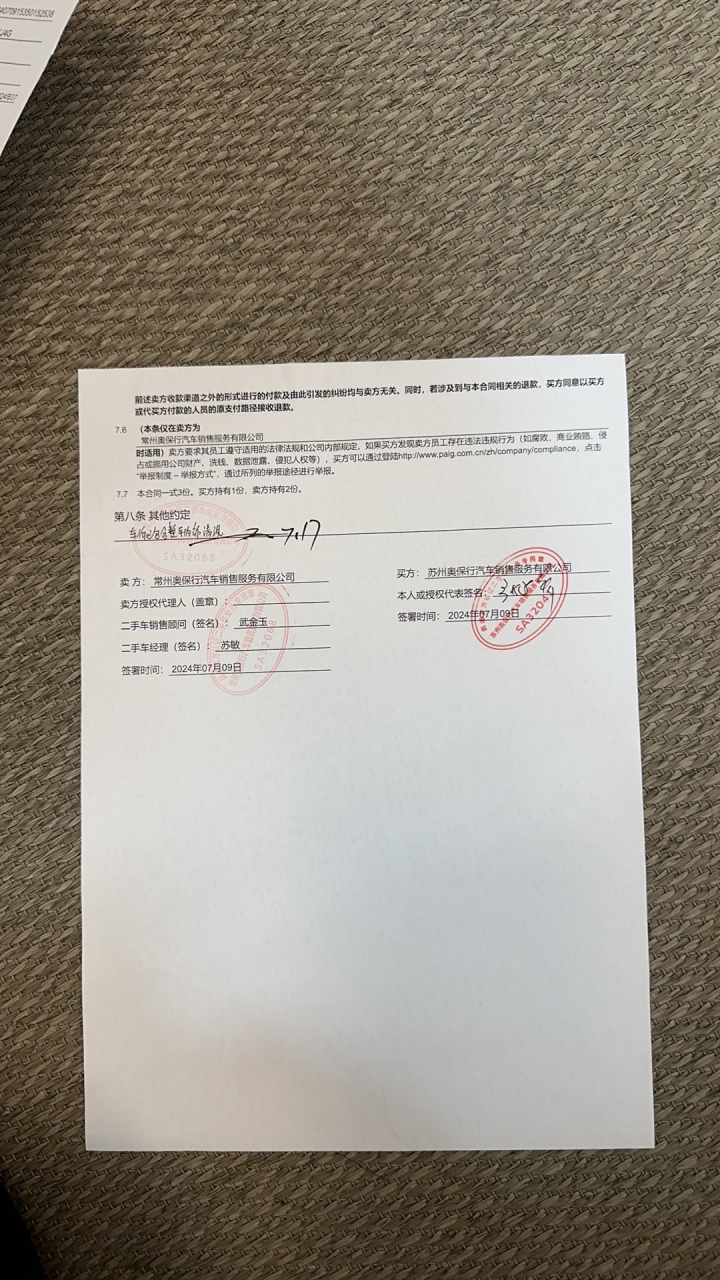 前述卖方收款渠道之外的形式进行的付款及由此引发的纠纷均与卖方无关。同时，若涉及到与本合同相关的退款，买方同意以买方
或代买方付款的人员的原支付路径接收退款。
7.6 （本条仅在卖方为
常州奥保行汽车销售服务有限公司
时适用）卖方要求其员工遵守适用的法律法规和公司内部规定，如果买方发现卖方员工存在违法违规行为（如腐败、商业贿赂、侵
占或挪用公司财产、洗钱、数据泄露、侵犯人权等），买方可以通过登陆http://www.paig.com.cn/zh/company/compliance，点击
“举报制度 – 举报方式”，通过所列的举报途径进行举报。
7.7 本合同一式3份。买方持有1份，卖方持有2份。
第八条 其他约定
7.17
SA32068
卖 方： 常州奥保行汽车销售服务有限公司
卖方授权代理人（盖章）：
二手车销售顾问（签名）： 武金玉
二手车经理（签名）： 苏敏
签署时间： 2024年07月09日
SA32068
买方： 苏州奥保行汽车销售服务有限公司
本人或授权代表签名：
签署时间： 2024年07月09日